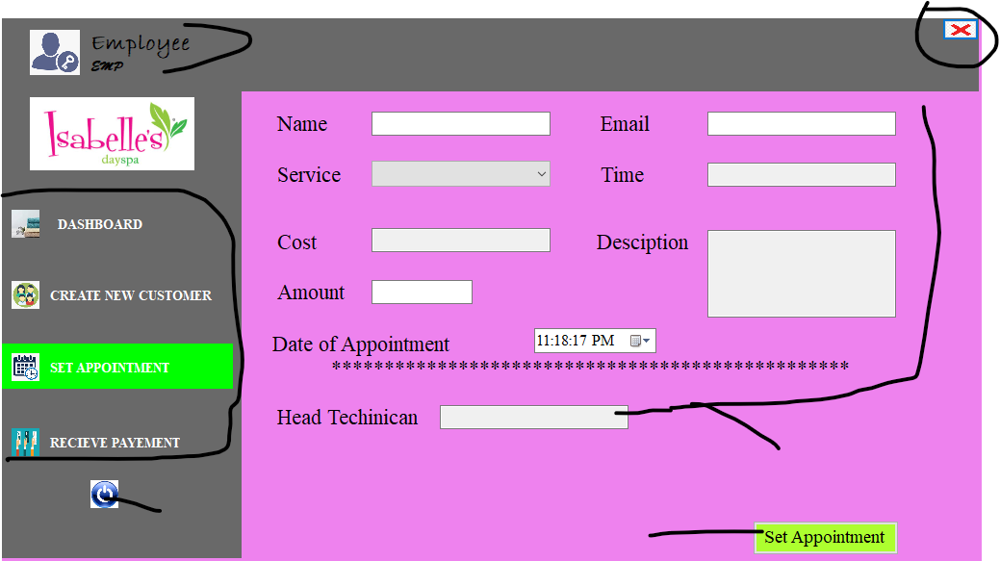 Employee
EMP
Isabelle's
dayspa
DASHBOARD
CREATE NEW CUSTOMER
SET APPOINTMENT
RECIEVE PAYEMENT
Name
Email
Service
Time
Cost
Desciption
Amount
Date of Appointment
11:18:17 PM
*************************************************
Head Techinican
Set Appointment